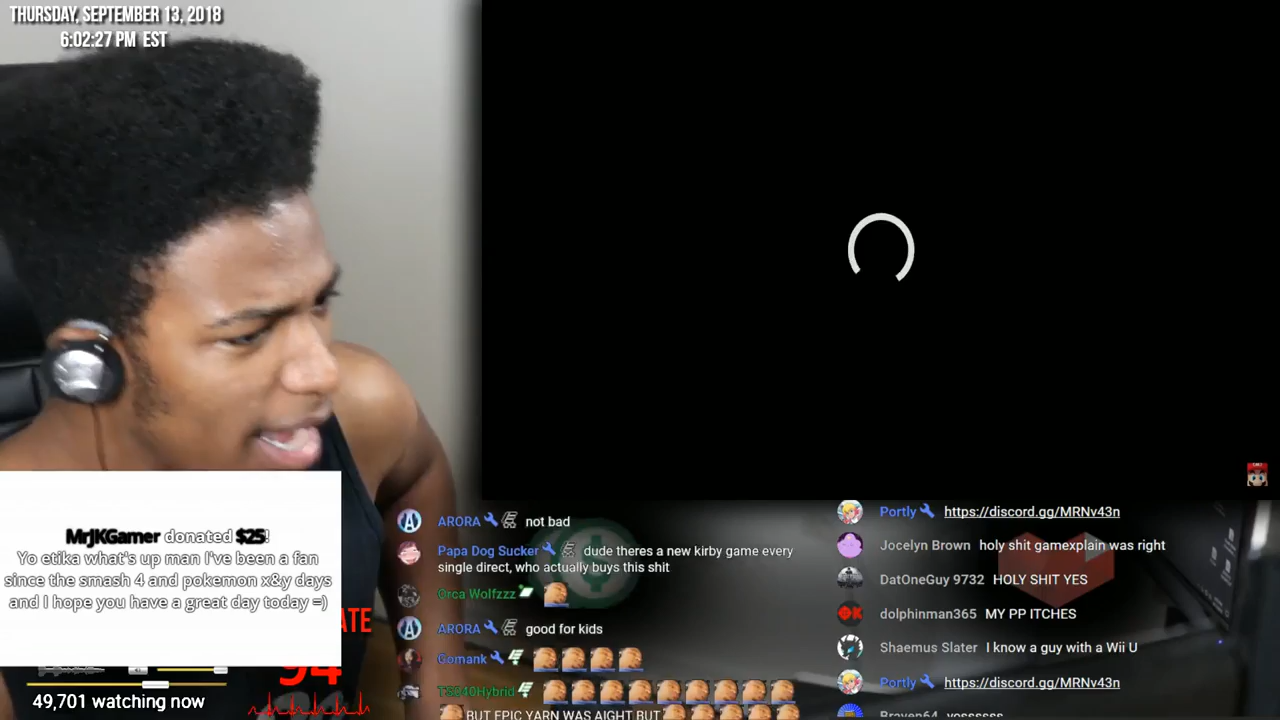 THURSDAY, SEPTEMBER 13, 2018
6:02:27 PM EST
MrJKGamer donated $25!
Yo etika what's up man I've been a fan
since the smash 4 and pokemon x&y days
and I hope you have a great day today =)
94
49,701 watching now
ARORA not bad
Papa Dog Sucker dude theres a new kirby game every
single direct, who actually buys this shit
Orca Wolfzzz
ARORA good for kids
Gomank
TS240Hybrid
BUT EPIC YARN WAS AIGHT BUT
Portly https://discord.gg/MRNv43n
Jocelyn Brown holy shit gamexplain was right
DatOneGuy 9732 HOLY SHIT YES
dolphinman365 MY PP ITCHES
Shaemus Slater I know a guy with a Wii U
Portly https://discord.gg/MRNv43n